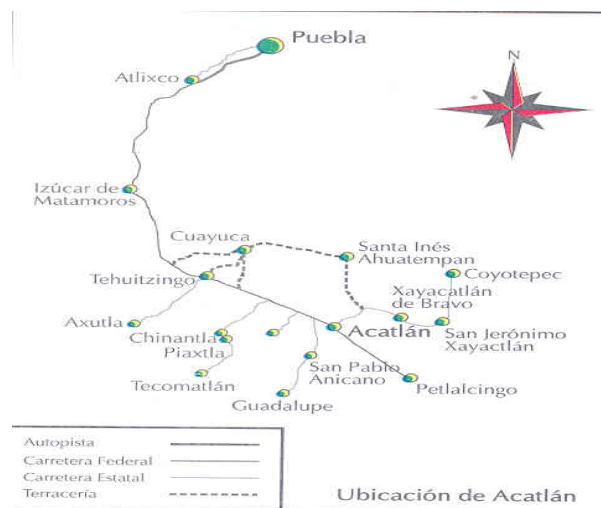 Puebla
N
Atlixco
Izúcar de
Matamoros
Cuayuca
Santa Inés
Ahuatempan
Tehuitzingo
Coyotepec
Xayacatlán
de Bravo
Axutla
Chinantla
Acatlán
San Jerónimo
Xayactlán
Piaxtla
San Pablo
Anicano
Tecomatlán
Petlalcingo
Guadalupe
Autopista
Carretera Federal
Carretera Estatal
Terracería
Ubicación de Acatlán